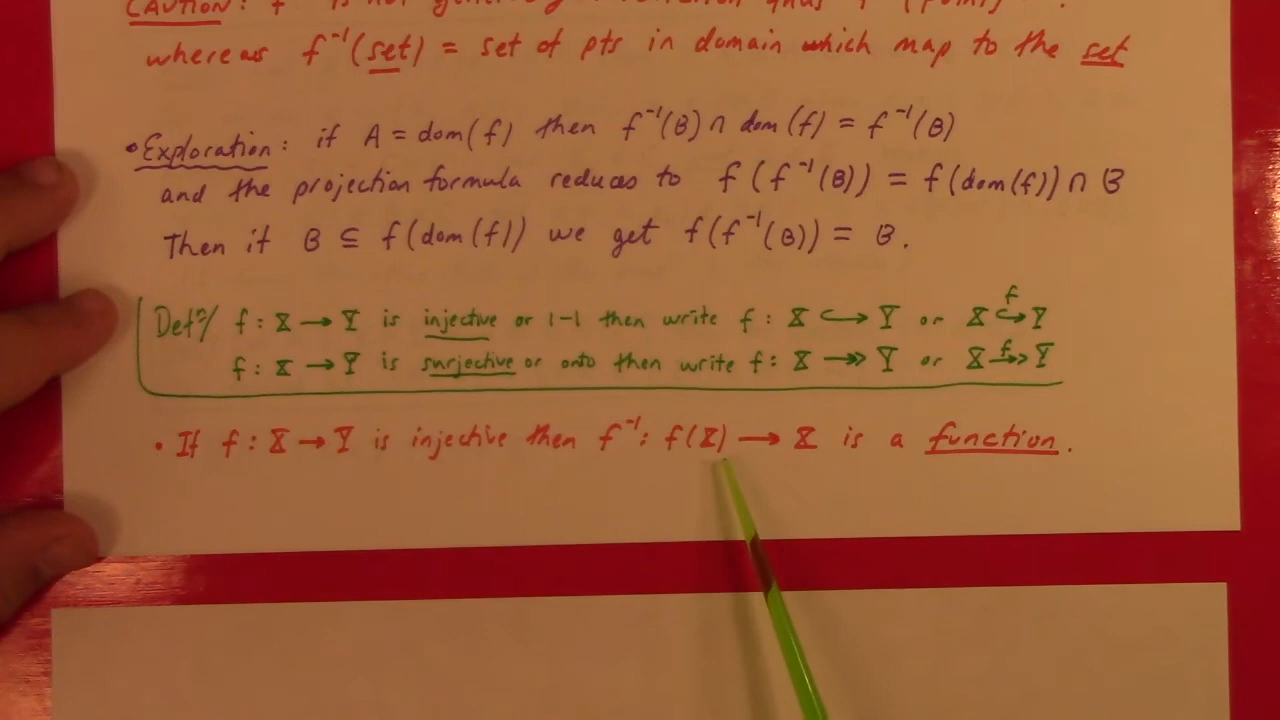 CAUTION: f
whereas f⁻¹(set) = set of pts in domain which map to the set
• Exploration: if A = dom(f) then f⁻¹(B) ∩ dom(f) = f⁻¹(B)
and the projection formula reduces to f(f⁻¹(B)) = f(dom(f)) ∩ B
Then if B ⊆ f(dom(f)) we get f(f⁻¹(B)) = B.
Defⁿ/ f : X → Y is injective or 1-1 then write f : X ↪ Y or X ↪ᶠ Y
f : X → Y is surjective or onto then write f : X ↠ Y or X ↠ᶠ Y
• If f : X → Y is injective then f⁻¹ : f(X) → X is a function.